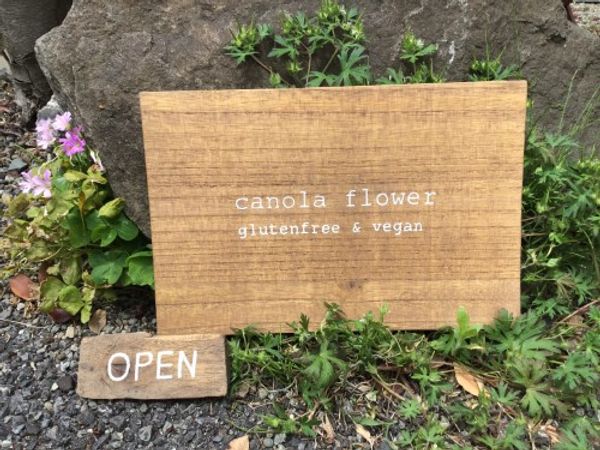 canola flower
glutenfree & vegan
OPEN